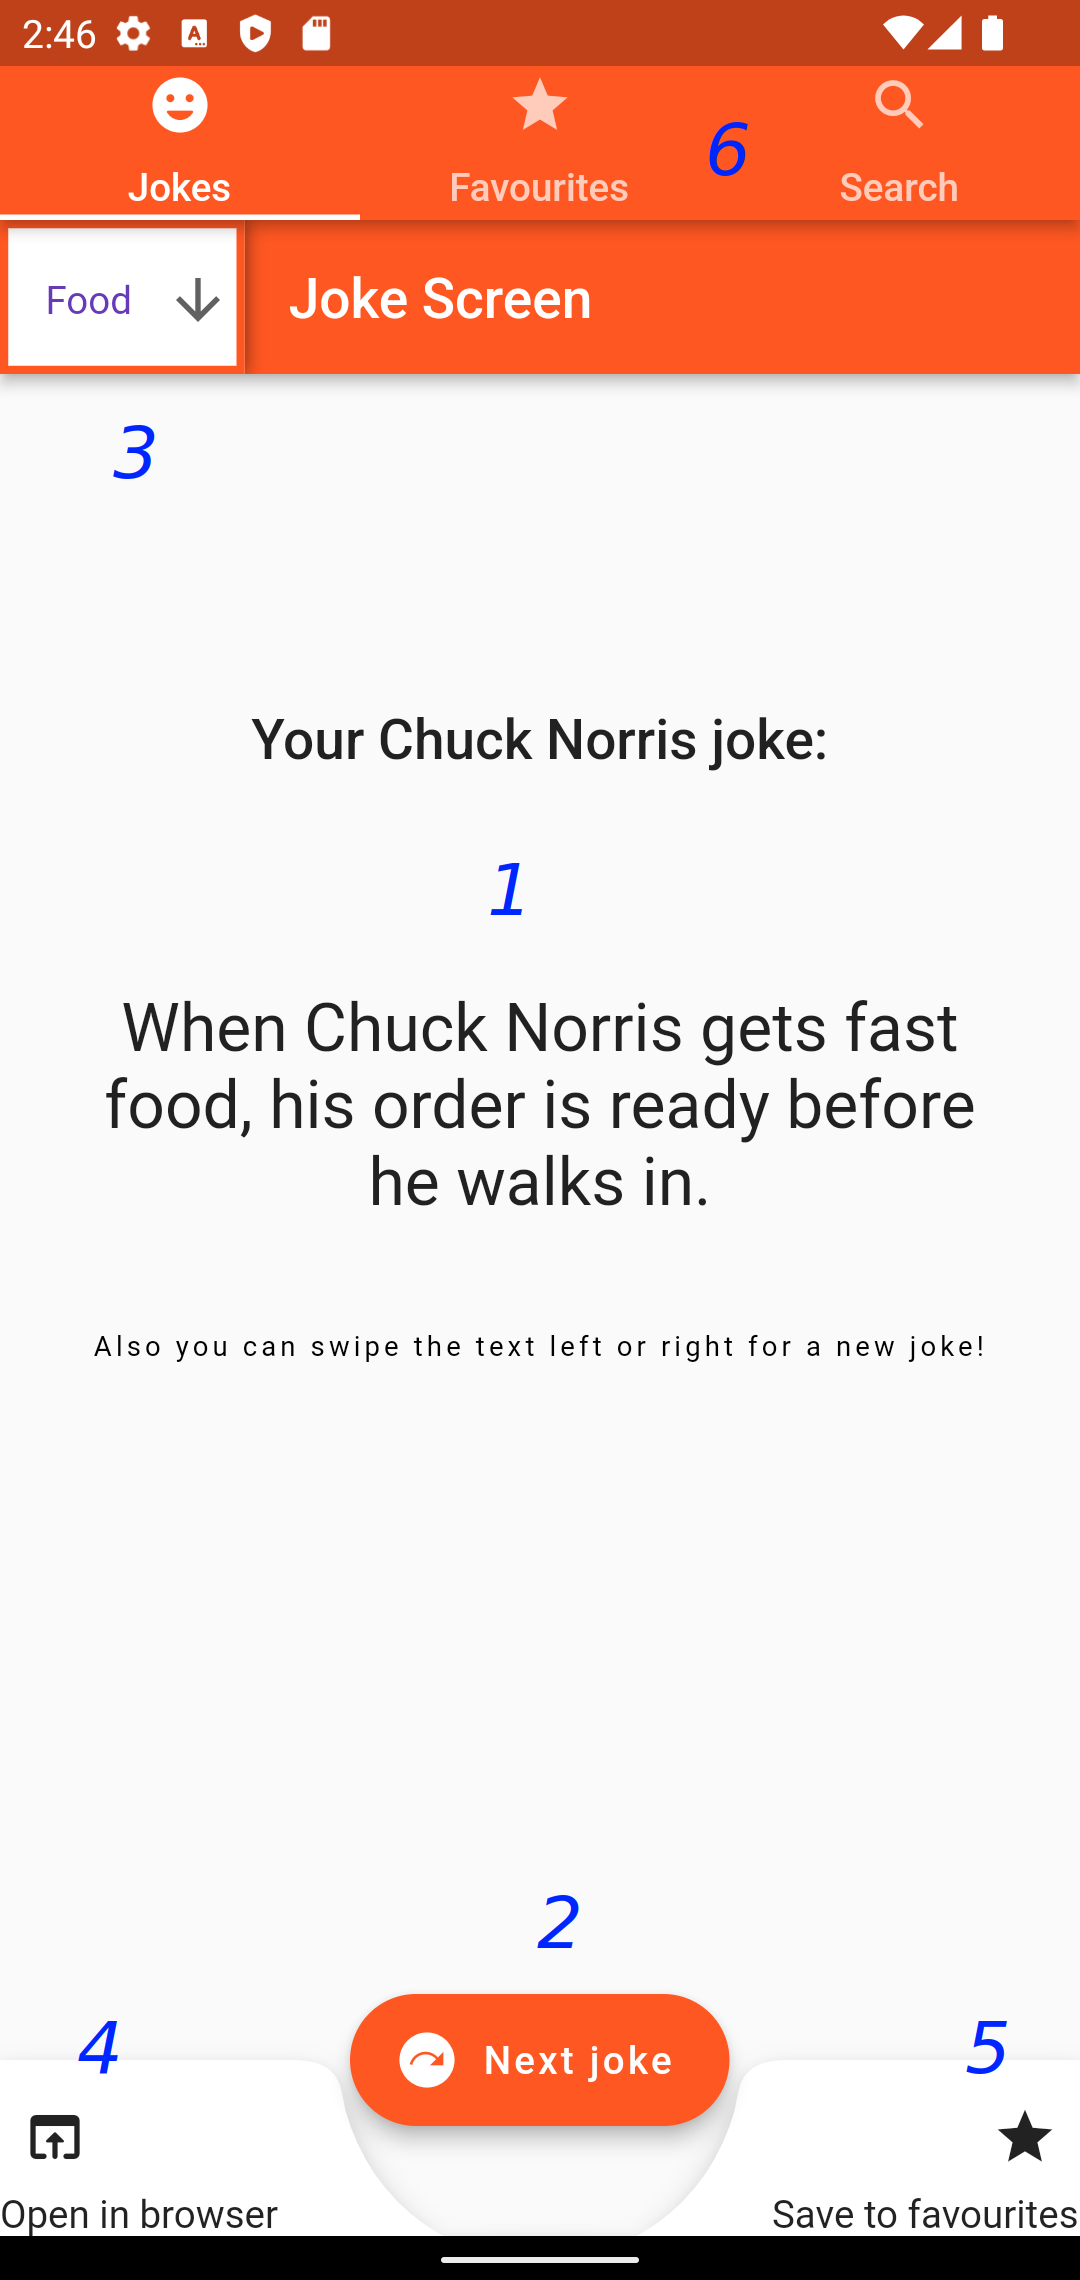 2:46
Jokes Favourites 6 Search
Food Joke Screen
3
Your Chuck Norris joke:
1
When Chuck Norris gets fast
food, his order is ready before
he walks in.
Also you can swipe the text left or right for a new joke!
2
4 Next joke 5
Open in browser Save to favourites